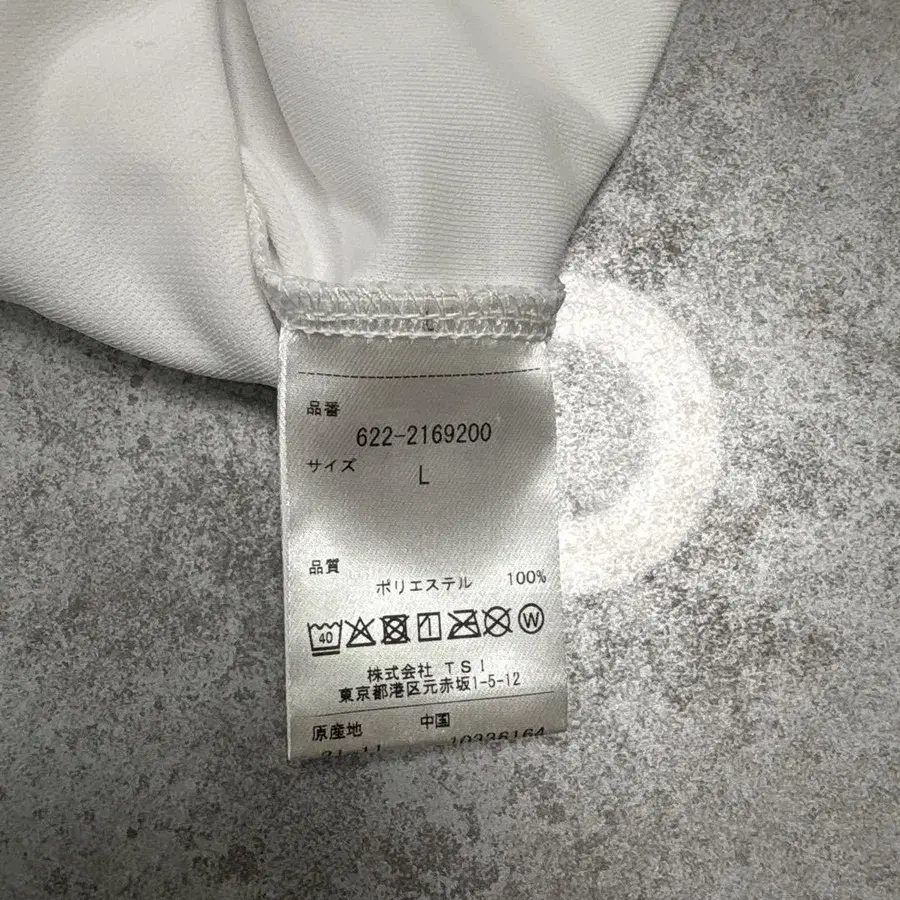 品番
622-2169200
サイズ
L
品質
ポリエステル 100%
40 W
株式会社 TSI
東京都港区元赤坂1-5-12
原産地 中国